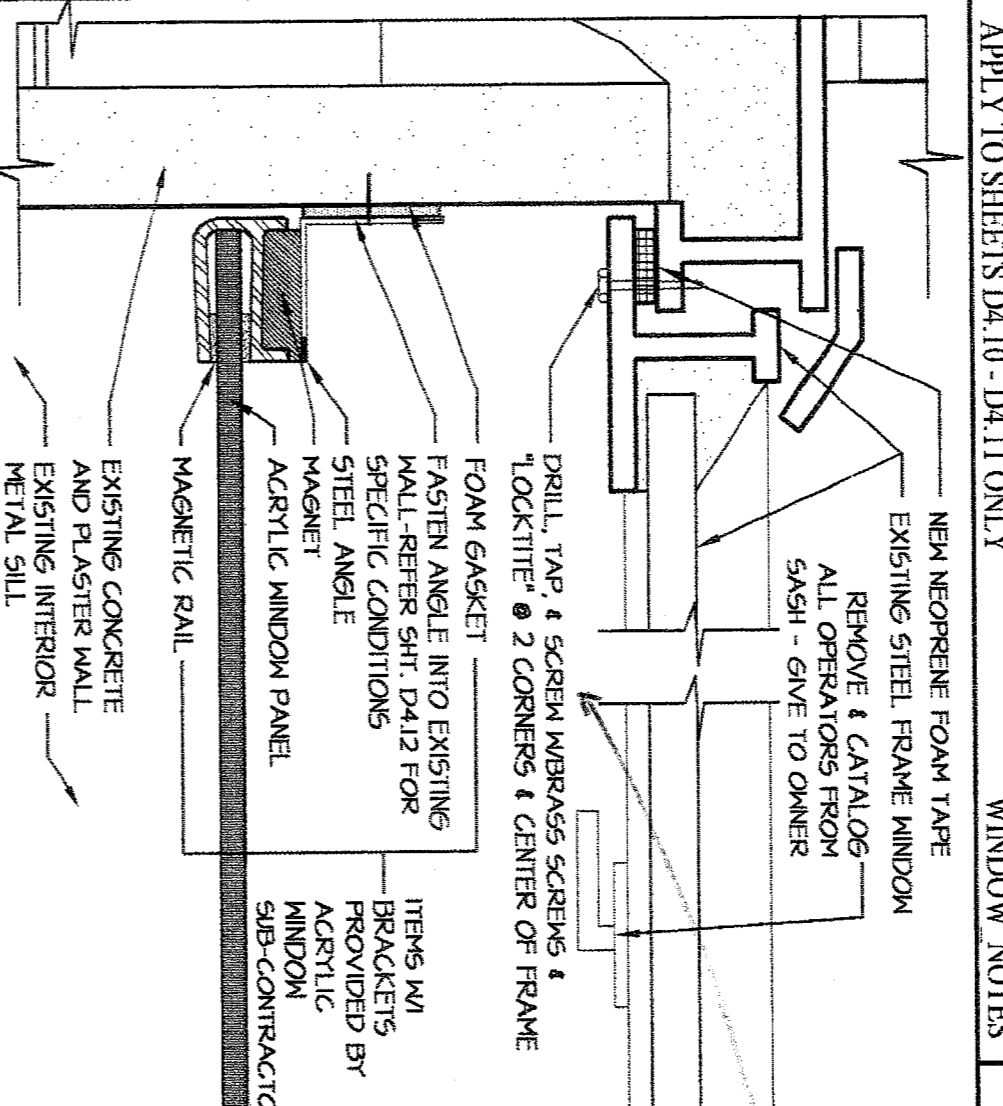 APPLY TO SHEETS D4.10 - D4.11 ONLY
WINDOW NOTES
NEW NEOPRENE FOAM TAPE
EXISTING STEEL FRAME WINDOW
REMOVE & CATALOG
ALL OPERATORS FROM
SASH - GIVE TO OWNER
DRILL, TAP, & SCREW W/BRASS SCREWS &
"LOCKTITE" @ 2 CORNERS & CENTER OF FRAME
FOAM GASKET
FASTEN ANGLE INTO EXISTING
WALL-REFER SHT. D4.12 FOR
SPECIFIC CONDITIONS
STEEL ANGLE
MAGNET
ACRYLIC WINDOW PANEL
MAGNETIC RAIL
ITEMS W/
BRACKETS
PROVIDED BY
ACRYLIC
WINDOW
SUB-CONTRACTO
EXISTING CONCRETE
AND PLASTER WALL
EXISTING INTERIOR
METAL SILL